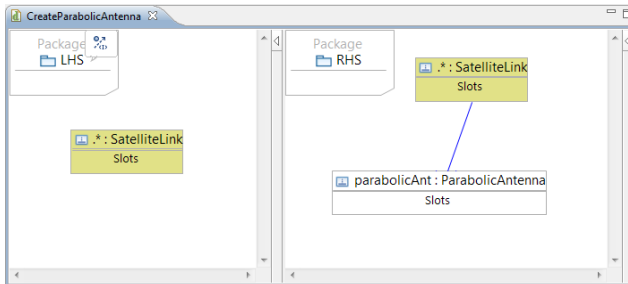 CreateParabolicAntenna
Package
LHS
.* : SatelliteLink
Slots
Package
RHS
.* : SatelliteLink
Slots
parabolicAnt : ParabolicAntenna
Slots